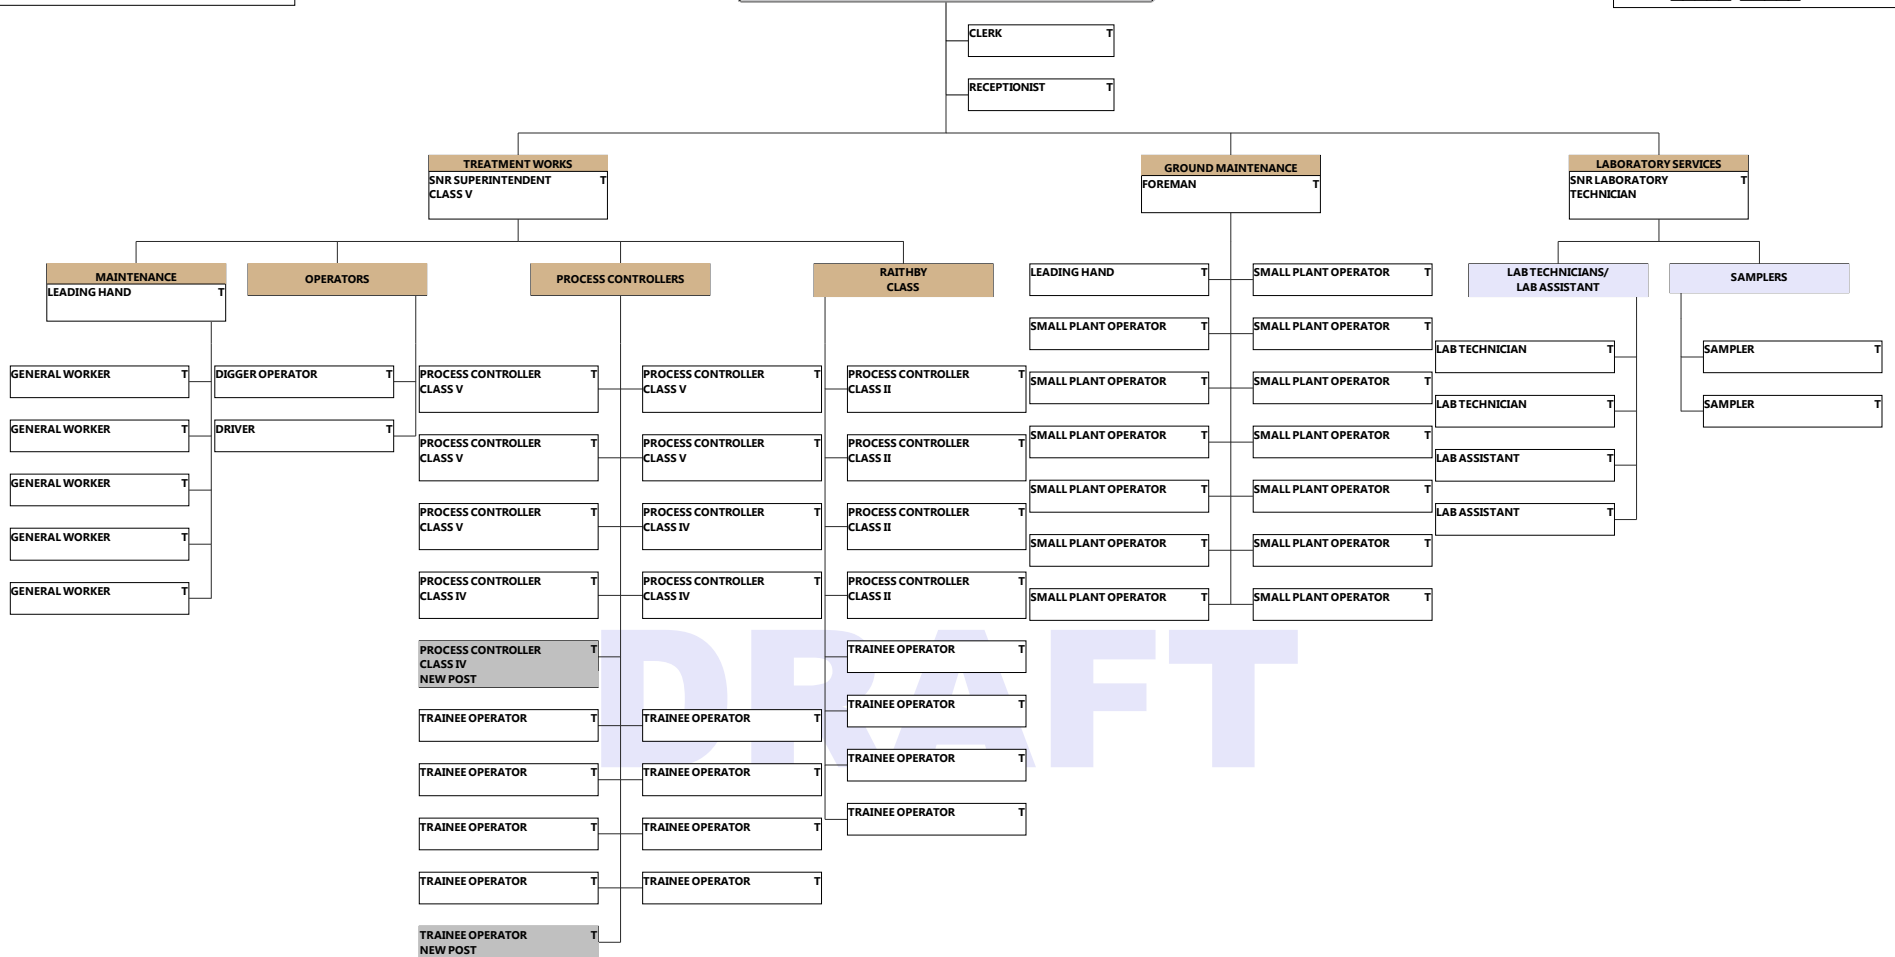 CLERK T
RECEPTIONIST T
TREATMENT WORKS
SNR SUPERINTENDENT T
CLASS V
GROUND MAINTENANCE
FOREMAN T
LABORATORY SERVICES
SNR LABORATORY T
TECHNICIAN
MAINTENANCE
LEADING HAND T
OPERATORS
PROCESS CONTROLLERS
RAITHBY
CLASS
LAB TECHNICIANS/
LAB ASSISTANT
SAMPLERS
GENERAL WORKER T
GENERAL WORKER T
GENERAL WORKER T
GENERAL WORKER T
GENERAL WORKER T
DIGGER OPERATOR T
DRIVER T
PROCESS CONTROLLER T
CLASS V
PROCESS CONTROLLER T
CLASS V
PROCESS CONTROLLER T
CLASS V
PROCESS CONTROLLER T
CLASS IV
PROCESS CONTROLLER T
CLASS IV
NEW POST
TRAINEE OPERATOR T
TRAINEE OPERATOR T
TRAINEE OPERATOR T
TRAINEE OPERATOR T
TRAINEE OPERATOR T
NEW POST
PROCESS CONTROLLER T
CLASS V
PROCESS CONTROLLER T
CLASS V
PROCESS CONTROLLER T
CLASS IV
PROCESS CONTROLLER T
CLASS IV
TRAINEE OPERATOR T
TRAINEE OPERATOR T
TRAINEE OPERATOR T
TRAINEE OPERATOR T
PROCESS CONTROLLER T
CLASS II
PROCESS CONTROLLER T
CLASS II
PROCESS CONTROLLER T
CLASS II
PROCESS CONTROLLER T
CLASS II
TRAINEE OPERATOR T
TRAINEE OPERATOR T
TRAINEE OPERATOR T
TRAINEE OPERATOR T
LEADING HAND T
SMALL PLANT OPERATOR T
SMALL PLANT OPERATOR T
SMALL PLANT OPERATOR T
SMALL PLANT OPERATOR T
SMALL PLANT OPERATOR T
SMALL PLANT OPERATOR T
SMALL PLANT OPERATOR T
SMALL PLANT OPERATOR T
SMALL PLANT OPERATOR T
SMALL PLANT OPERATOR T
SMALL PLANT OPERATOR T
SMALL PLANT OPERATOR T
SMALL PLANT OPERATOR T
LAB TECHNICIAN T
LAB TECHNICIAN T
LAB ASSISTANT T
LAB ASSISTANT T
SAMPLER T
SAMPLER T
DRAFT